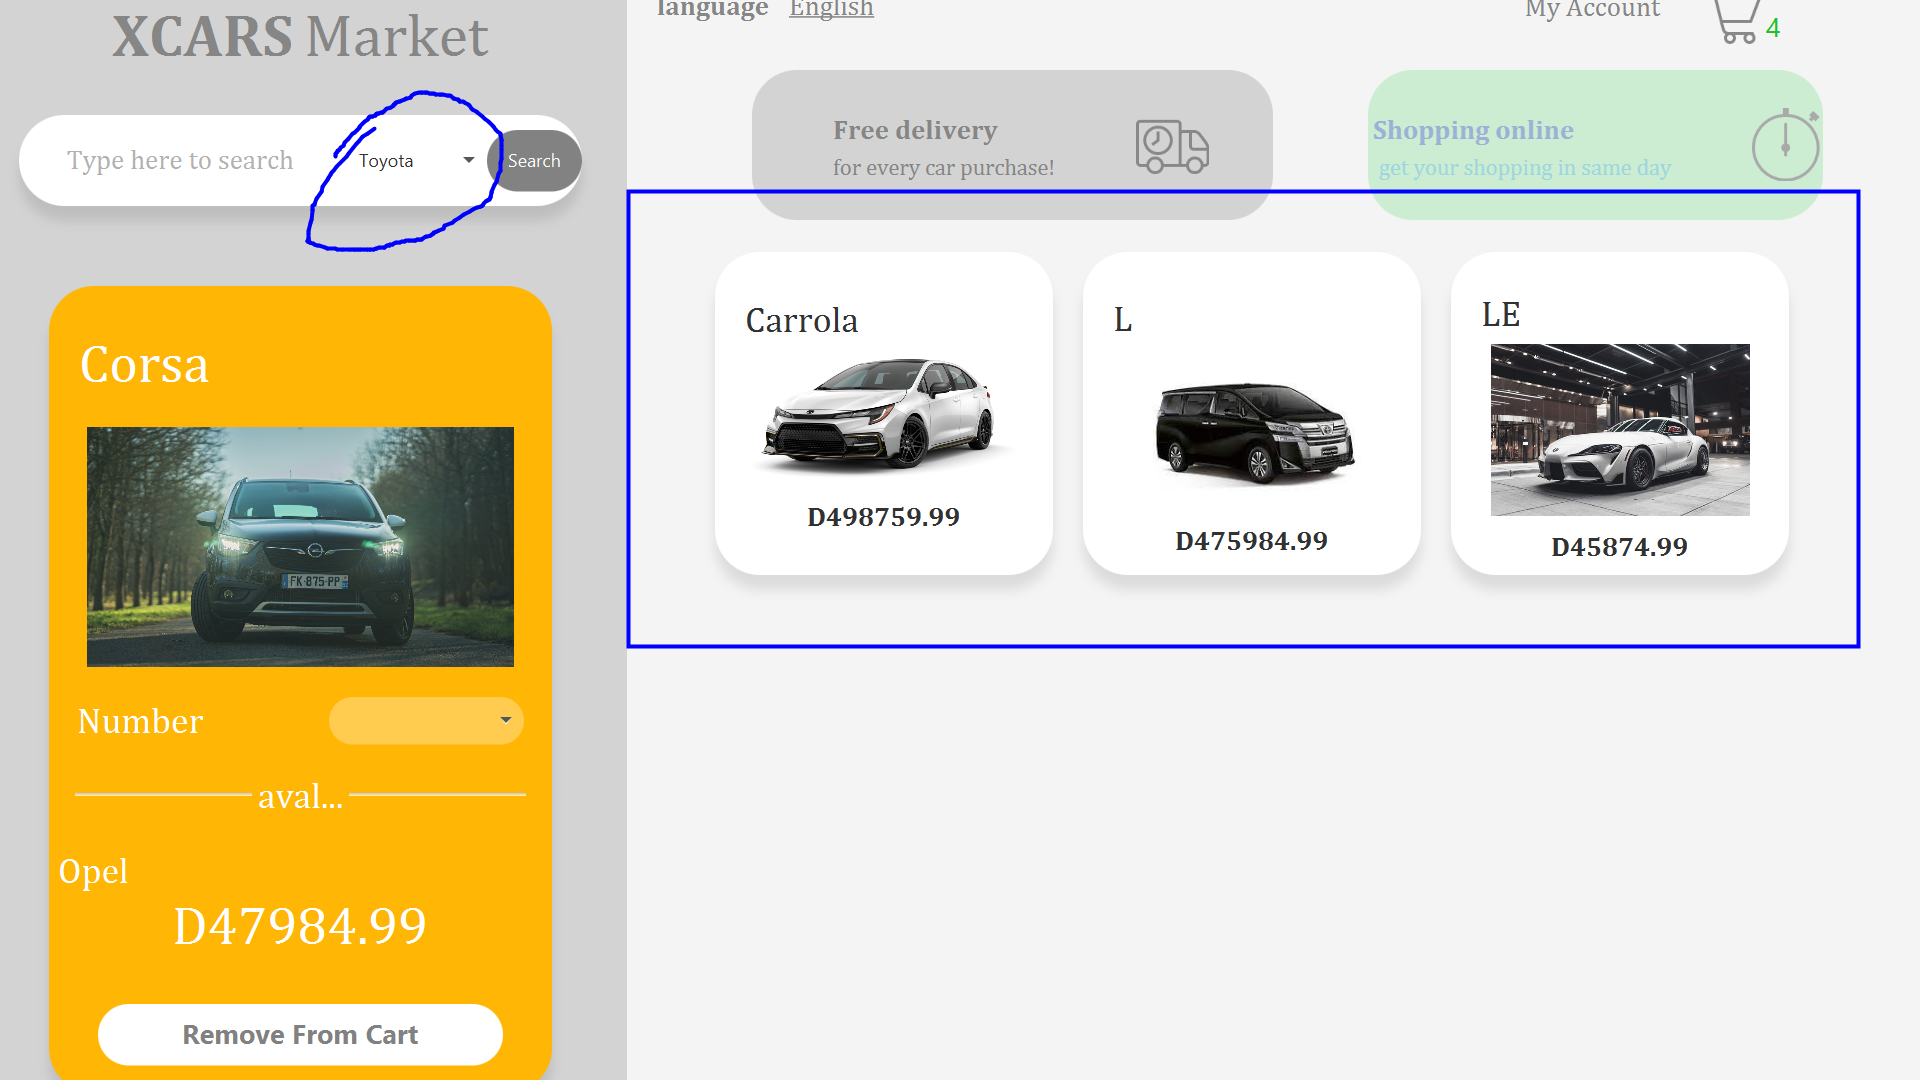 XCARS Market
Type here to search
Toyota
Search
Corsa
FK-875-PP
Number
aval...
Opel
D47984.99
Remove From Cart
language English
My Account
4
Free delivery
for every car purchase!
Shopping online
get your shopping in same day
Carrola
D498759.99
L
D475984.99
LE
D45874.99